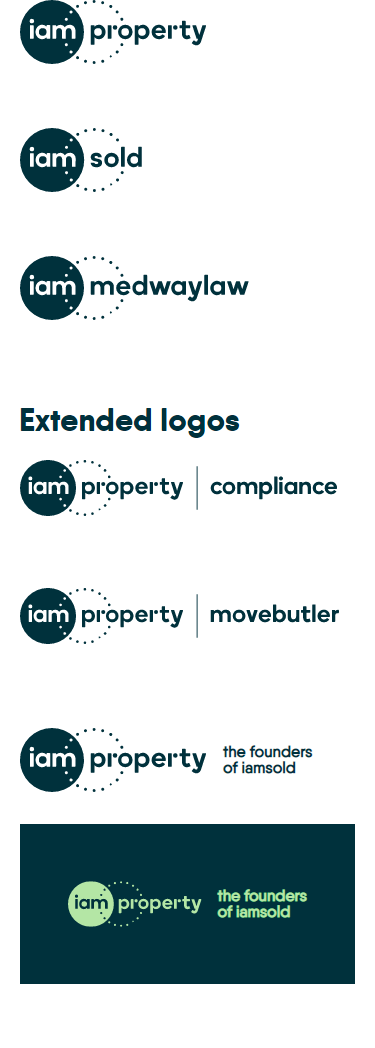 iam property
iam sold
iam medwaylaw
Extended logos
iam property | compliance
iam property | movebutler
iam property the founders
of iamsold
iam property the founders
of iamsold